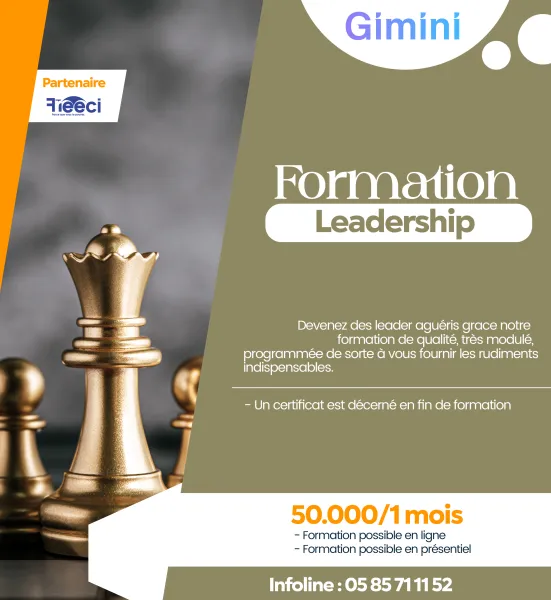 Gimini
Partenaire
Fieeci
Formation
Leadership
Devenez des leader aguéris grace notre
formation de qualité, très modulé,
programmée de sorte à vous fournir les rudiments
indispensables.
- Un certificat est décerné en fin de formation
50.000/1 mois
- Formation possible en ligne
- Formation possible en présentiel
Infoline : 05 85 71 11 52